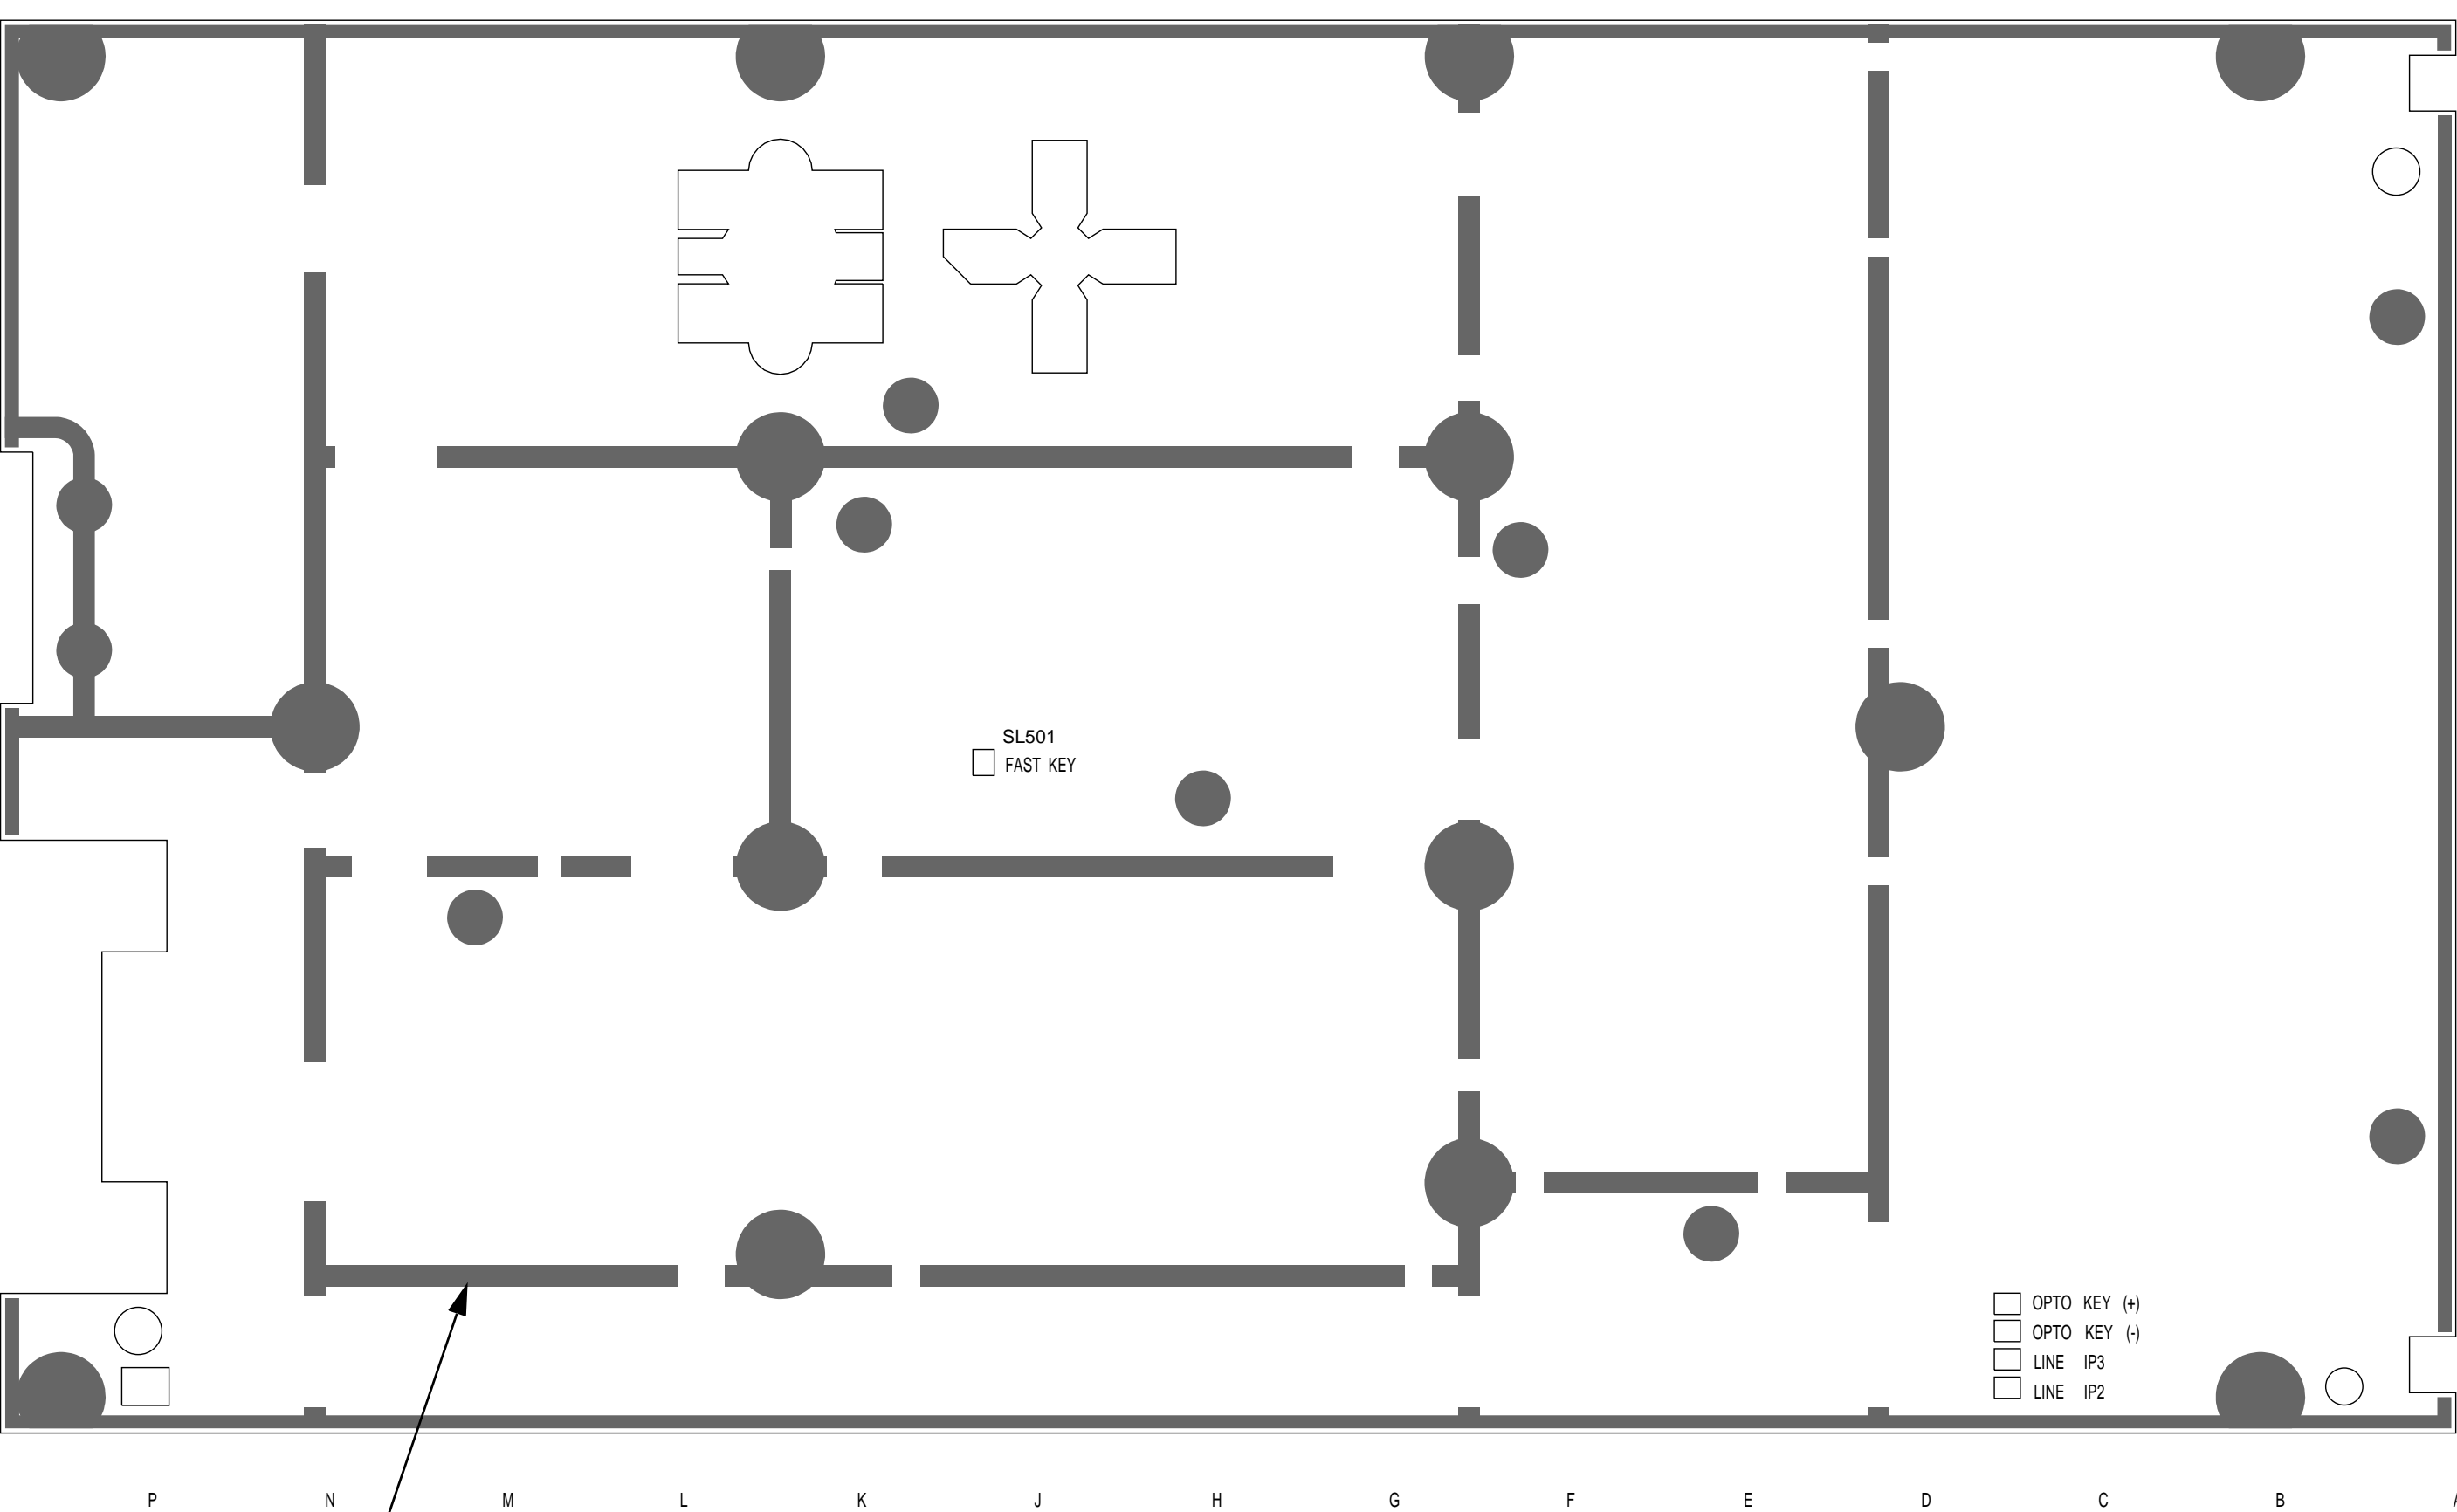 SL501
FAST KEY
OPTO KEY (+)
OPTO KEY (-)
LINE IP3
LINE IP2
P N M L K J H G F E D C B A